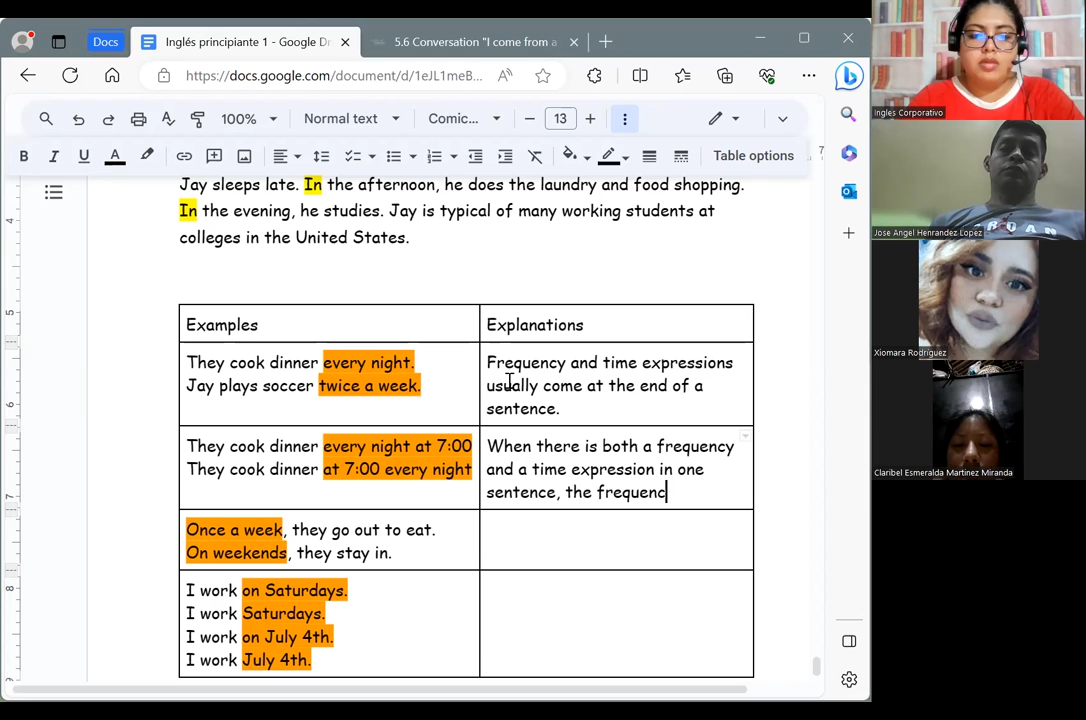 Docs
Inglés principiante 1 - Google Dr
5.6 Conversation "I come from a
https://docs.google.com/document/d/1eJL1meB...
100%
Normal text
Comic...
13
Table options
Jay sleeps late. In the afternoon, he does the laundry and food shopping.
In the evening, he studies. Jay is typical of many working students at
colleges in the United States.
Examples
Explanations
They cook dinner every night.
Jay plays soccer twice a week.
Frequency and time expressions
usually come at the end of a
sentence.
They cook dinner every night at 7:00
They cook dinner at 7:00 every night
When there is both a frequency
and a time expression in one
sentence, the frequenc
Once a week, they go out to eat.
On weekends, they stay in.
I work on Saturdays.
I work Saturdays.
I work on July 4th.
I work July 4th.
4
5
6
7
8
Ingles Corporativo
Jose Angel Henrandez Lopez
Xiomara Rodríguez
Claribel Esmeralda Martinez Miranda